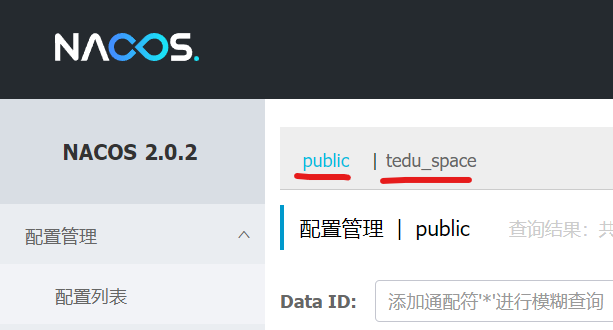 NACOS.
NACOS 2.0.2
public | tedu_space
配置管理
配置管理 | public 查询结果：共
配置列表
Data ID: 添加通配符'*'进行模糊查询